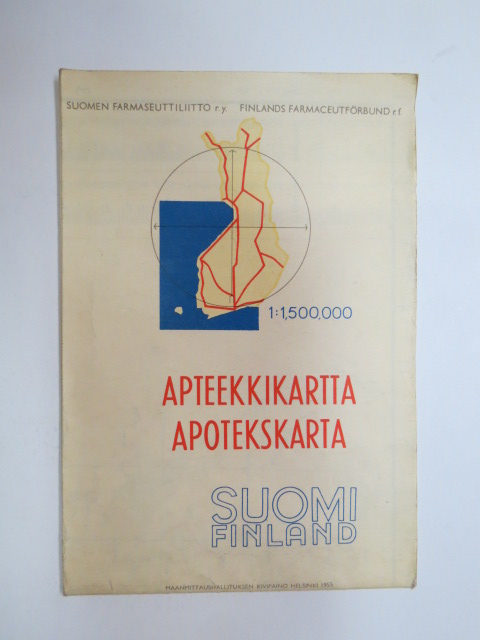 SUOMEN FARMASEUTTILIITTO r.y. FINLANDS FARMACEUTFÖRBUND r.f.
1:1,500,000
APTEEKKIKARTTA
APOTEKSKARTA
SUOMI
FINLAND
MAANMITTAUSHALLITUKSEN KIVIPAINO HELSINKI